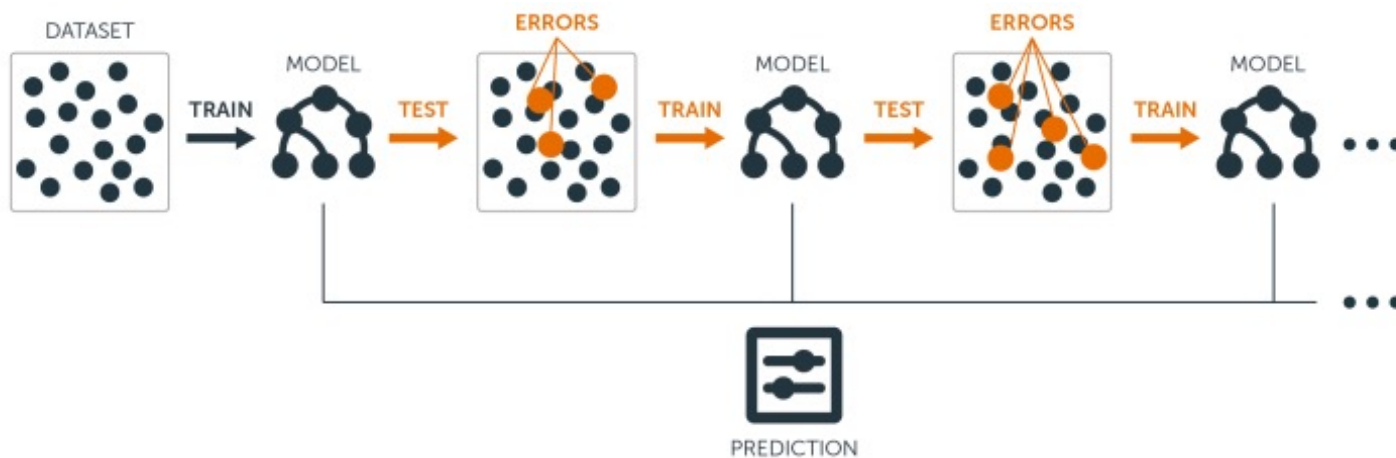 DATASET
TRAIN
MODEL
TEST
ERRORS
TRAIN
MODEL
TEST
ERRORS
TRAIN
MODEL
PREDICTION